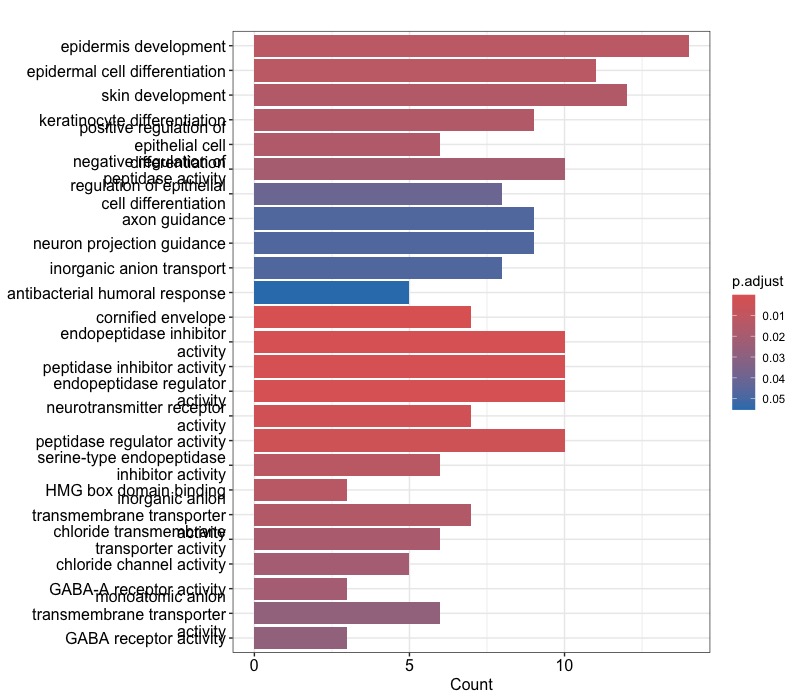 epidermis development
epidermal cell differentiation
skin development
keratinocyte differentiation
positive regulation of
epithelial cell
differentiation
negative regulation of
peptidase activity
regulation of epithelial
cell differentiation
axon guidance
neuron projection guidance
inorganic anion transport
antibacterial humoral response
cornified envelope
endopeptidase inhibitor
activity
peptidase inhibitor activity
endopeptidase regulator
activity
neurotransmitter receptor
activity
peptidase regulator activity
serine-type endopeptidase
inhibitor activity
HMG box domain binding
inorganic anion
transmembrane transporter
activity
chloride transmembrane
transporter activity
chloride channel activity
GABA-A receptor activity
monoatomic anion
transmembrane transporter
activity
GABA receptor activity
0 5 10
Count
p.adjust
0.01
0.02
0.03
0.04
0.05